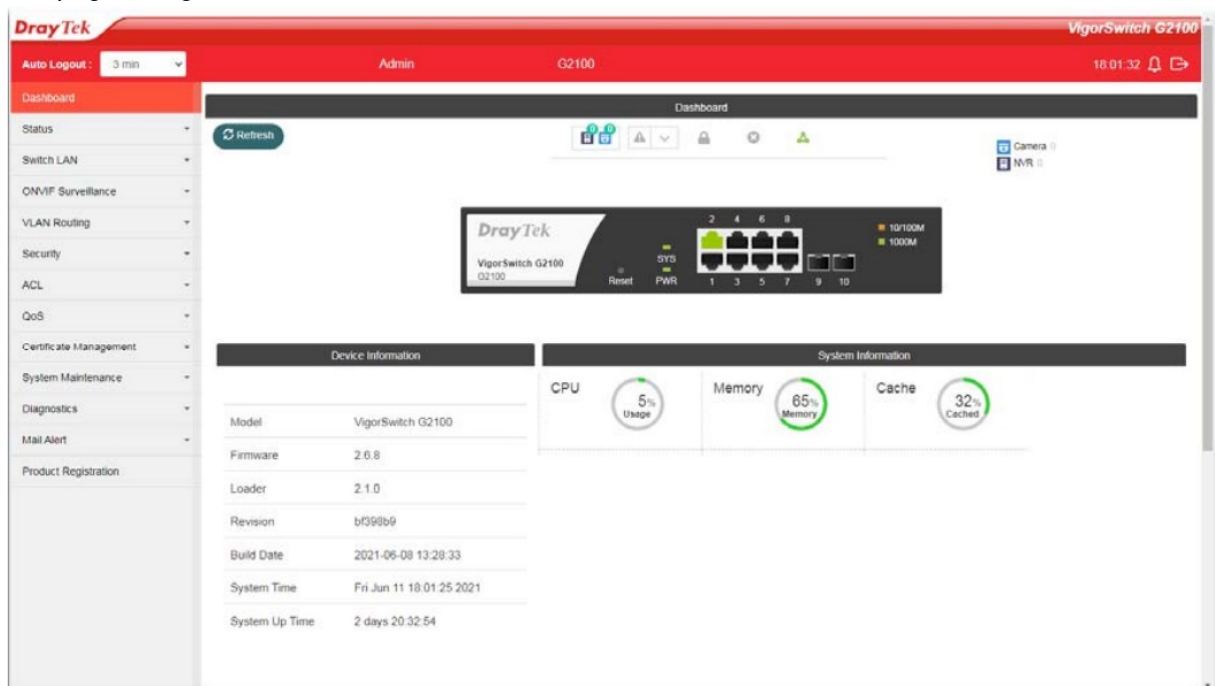 DrayTek
VigorSwitch G2100
Auto Logout : 3 min
Admin
G2100
18:01:32
Dashboard
Status
Switch LAN
ONVIF Surveillance
VLAN Routing
Security
ACL
QoS
Certificate Management
System Maintenance
Diagnostics
Mail Alert
Product Registration
Dashboard
Refresh
0 0
Camera 0
NVR 0
DrayTek
VigorSwitch G2100
G2100
Reset
SYS
PWR
2 4 6 8
1 3 5 7 9 10
10/100M
1000M
Device Information
Model VigorSwitch G2100
Firmware 2.6.8
Loader 2.1.0
Revision bf398b9
Build Date 2021-06-08 13:28:33
System Time Fri Jun 11 18:01:25 2021
System Up Time 2 days 20:32:54
System Information
CPU
5%
Usage
Memory
65%
Memory
Cache
32%
Cached